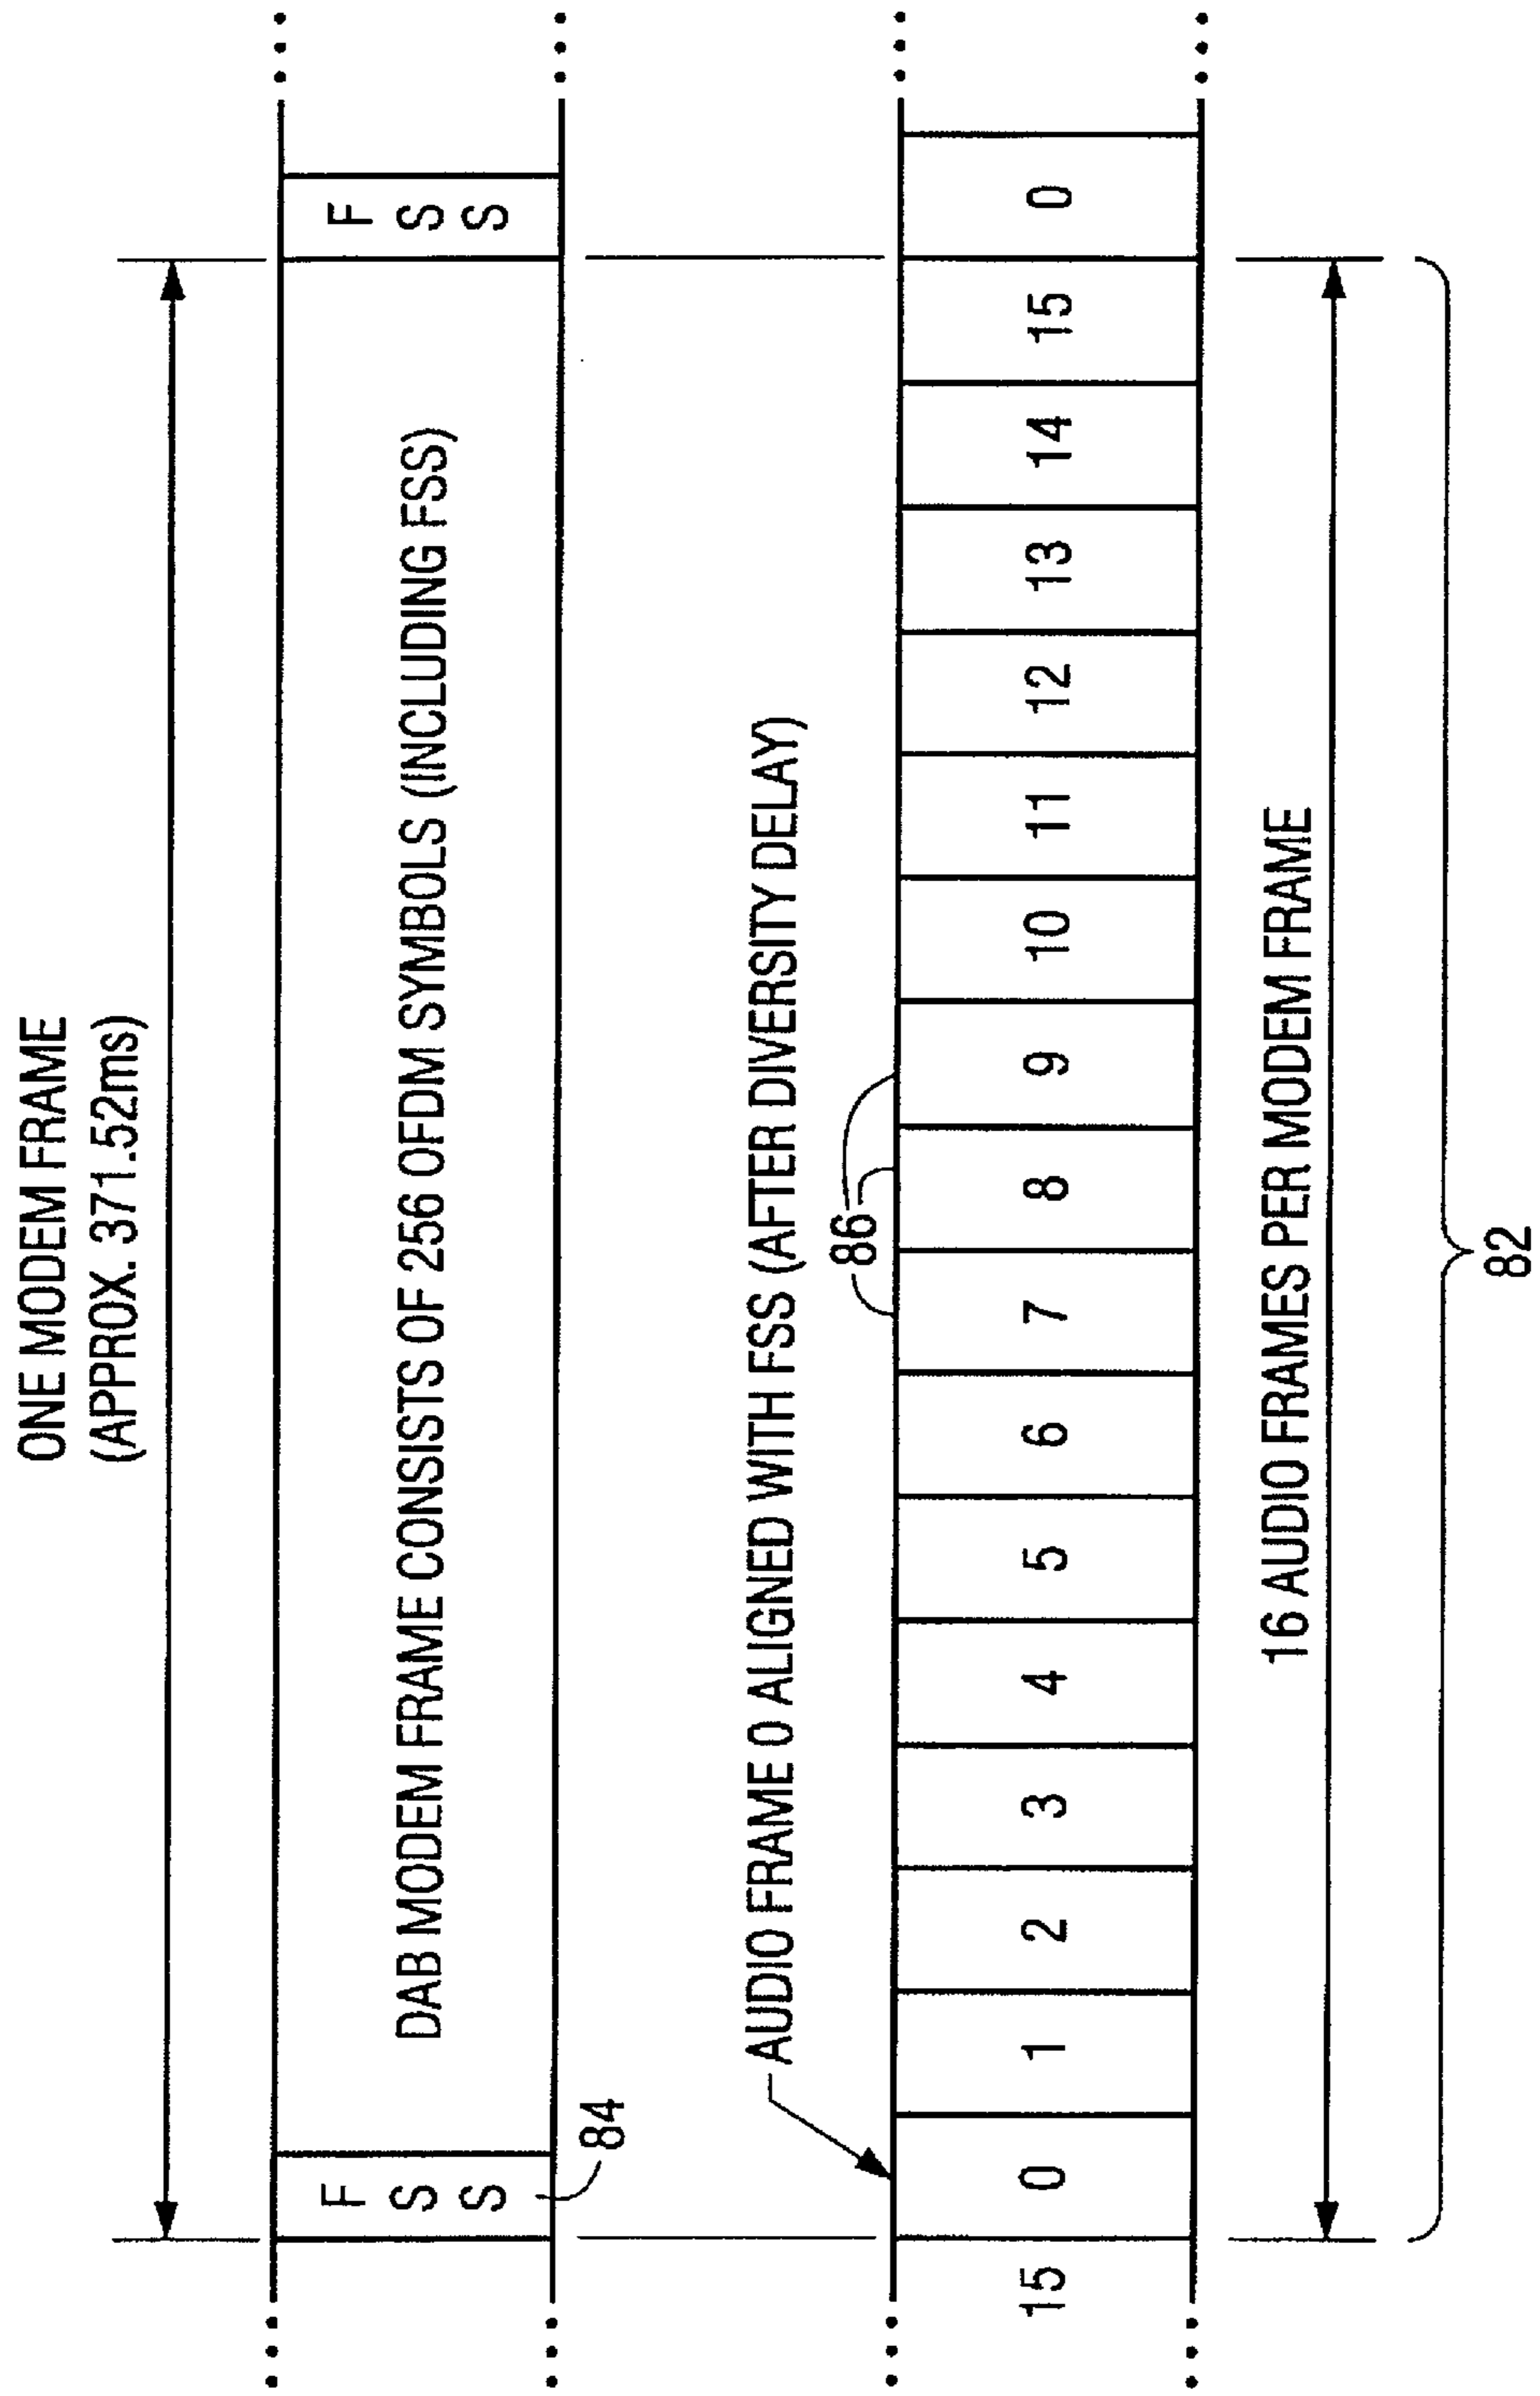 ONE MODEM FRAME
(APPROX. 371.52ms)
F
S
S
DAB MODEM FRAME CONSISTS OF 256 OFDM SYMBOLS (INCLUDING FSS)
F
S
S
84
AUDIO FRAME 0 ALIGNED WITH FSS (AFTER DIVERSITY DELAY)
86
15 0 1 2 3 4 5 6 7 8 9 10 11 12 13 14 15 0
16 AUDIO FRAMES PER MODEM FRAME
82